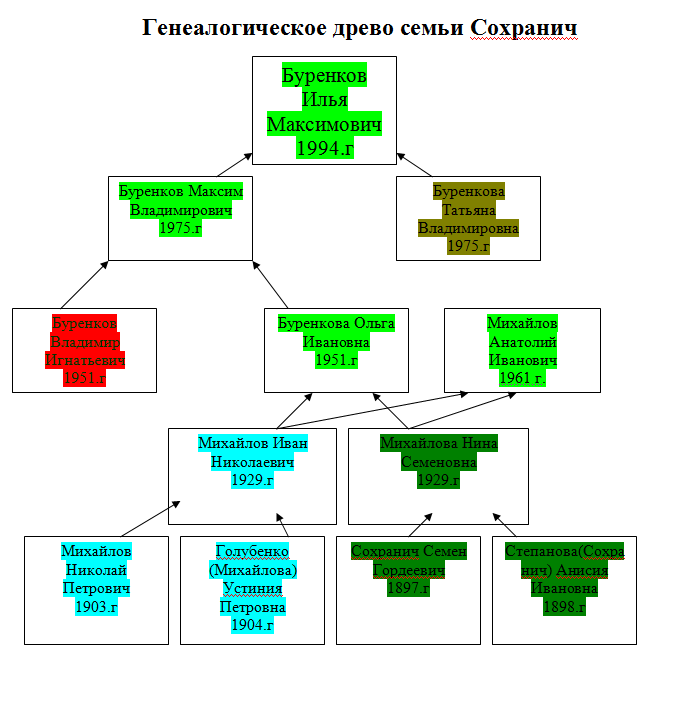 Генеалогическое древо семьи Сохранич
Буренков
Илья
Максимович
1994.г
Буренков Максим
Владимирович
1975.г
Буренкова
Татьяна
Владимировна
1975.г
Буренков
Владимир
Игнатьевич
1951.г
Буренкова Ольга
Ивановна
1951.г
Михайлов
Анатолий
Иванович
1961.г.
Михайлов Иван
Николаевич
1929.г
Михайлова Нина
Семеновна
1929.г
Михайлов
Николай
Петрович
1903.г
Голубенко
(Михайлова)
Устиния
Петровна
1904.г
Сохранич Семен
Гордеевич
1897.г
Степанова(Сохра
нич) Анисия
Ивановна
1898.г